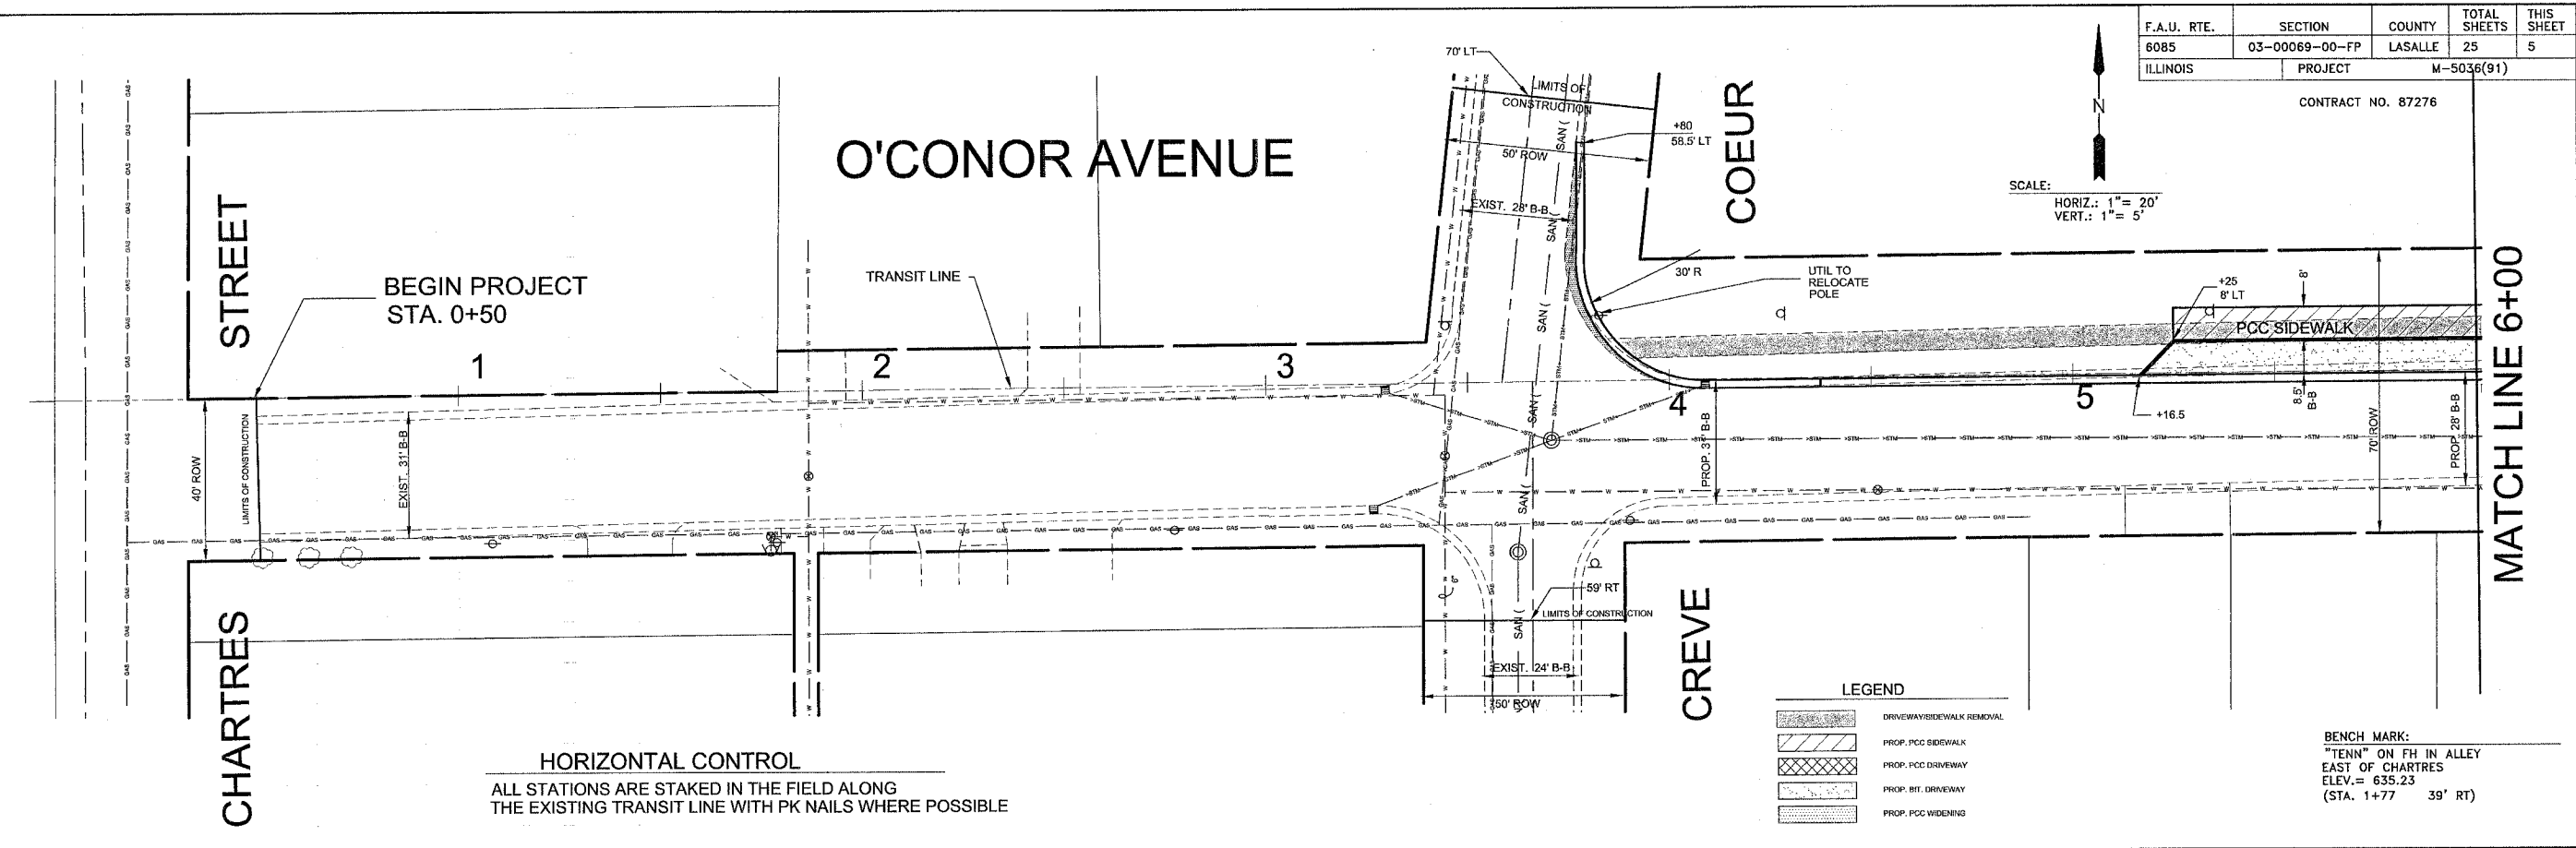 F.A.U. RTE. SECTION COUNTY TOTAL SHEETS THIS SHEET
6085 03-00069-00-FP LASALLE 25 5
ILLINOIS PROJECT M-5036(91)
CONTRACT NO. 87276
N
SCALE:
HORIZ.: 1"= 20'
VERT.: 1"= 5'
O'CONOR AVENUE
STREET
CHARTRES
COEUR
CREVE
BEGIN PROJECT
STA. 0+50
TRANSIT LINE
70' LT
LIMITS OF
CONSTRUCTION
+80
58.5' LT
50' ROW
EXIST. 28' B-B
30' R
UTIL TO
RELOCATE
POLE
+25
8' LT
8'
PCC SIDEWALK
1
2
3
4
5
+16.5
8.5'
B-B
70' ROW
PROP. 28' B-B
MATCH LINE 6+00
40' ROW
LIMITS OF CONSTRUCTION
EXIST. 31' B-B
59' RT
LIMITS OF CONSTRUCTION
6"
EXIST. 24' B-B
50' ROW
HORIZONTAL CONTROL
ALL STATIONS ARE STAKED IN THE FIELD ALONG
THE EXISTING TRANSIT LINE WITH PK NAILS WHERE POSSIBLE
LEGEND
DRIVEWAY/SIDEWALK REMOVAL
PROP. PCC SIDEWALK
PROP. PCC DRIVEWAY
PROP. BIT. DRIVEWAY
PROP. PCC WIDENING
BENCH MARK:
"TENN" ON FH IN ALLEY
EAST OF CHARTRES
ELEV.= 635.23
(STA. 1+77 39' RT)